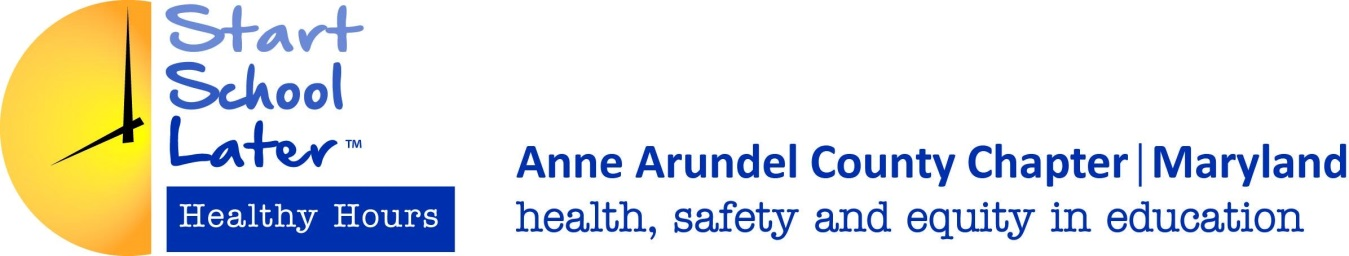 Start
School
Later™
Healthy Hours
Anne Arundel County Chapter|Maryland
health, safety and equity in education